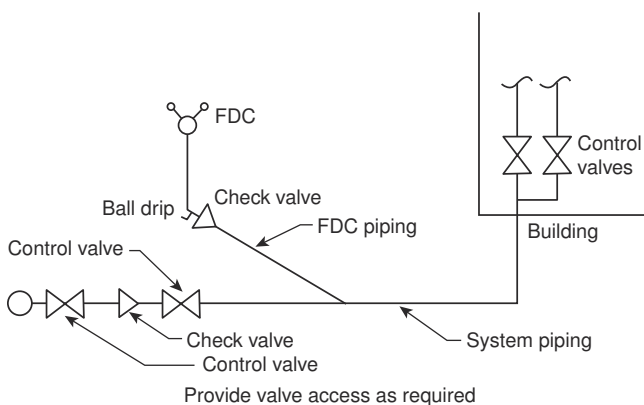 FDC
Control
valves
Check valve
Ball drip
FDC piping
Building
Control valve
Check valve
System piping
Control valve
Provide valve access as required